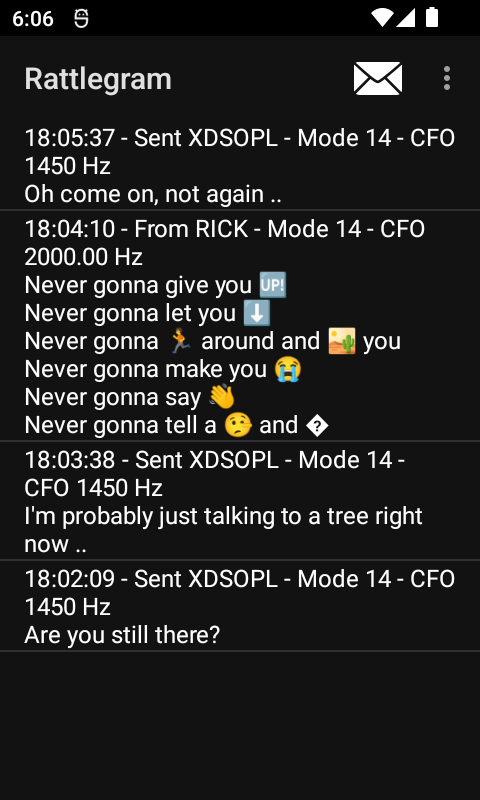 6:06
Rattlegram
18:05:37 - Sent XDSOPL - Mode 14 - CFO
1450 Hz
Oh come on, not again ..
18:04:10 - From RICK - Mode 14 - CFO
2000.00 Hz
Never gonna give you 🆙
Never gonna let you ⬇️
Never gonna 🏃 around and 🏜️ you
Never gonna make you 😭
Never gonna say 👋
Never gonna tell a 🤥 and �
18:03:38 - Sent XDSOPL - Mode 14 -
CFO 1450 Hz
I'm probably just talking to a tree right
now ..
18:02:09 - Sent XDSOPL - Mode 14 - CFO
1450 Hz
Are you still there?